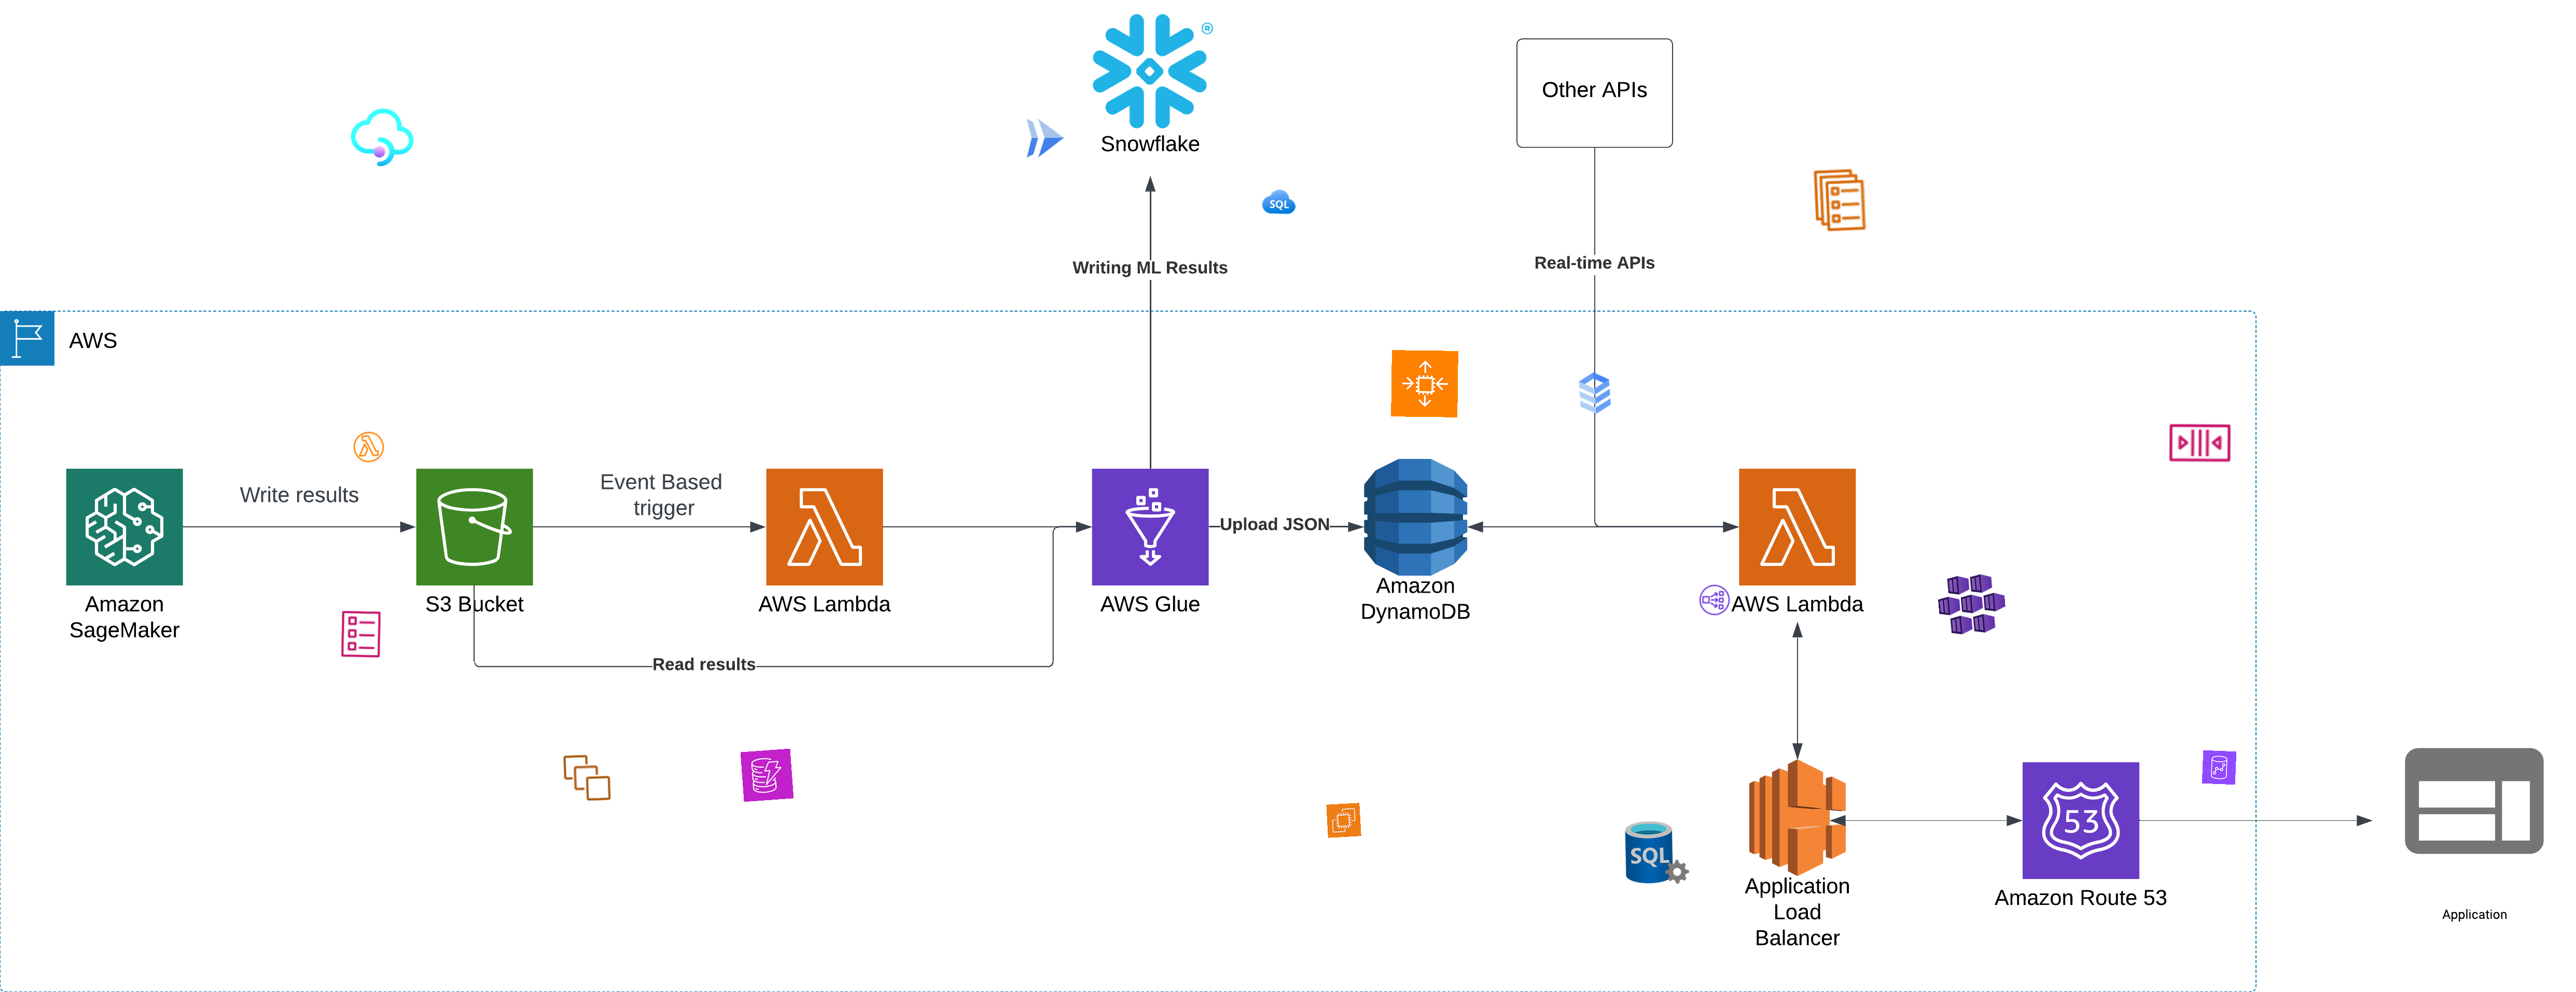 ®
Snowflake
Other APIs
SQL
Writing ML Results
Real-time APIs
AWS
Write results
Event Based
trigger
Upload JSON
Amazon
SageMaker
S3 Bucket
AWS Lambda
AWS Glue
Amazon
DynamoDB
AWS Lambda
Read results
SQL
53
Application
Load
Balancer
Amazon Route 53
Application